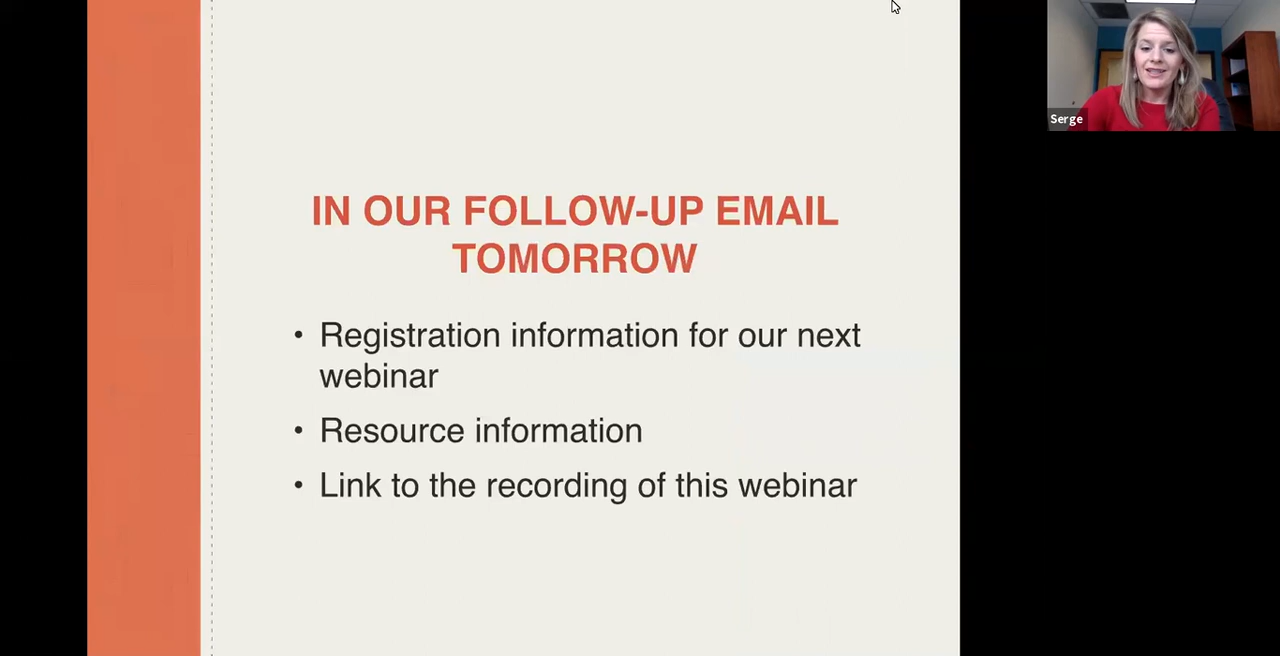 IN OUR FOLLOW-UP EMAIL
TOMORROW
• Registration information for our next
webinar
• Resource information
• Link to the recording of this webinar
Serge